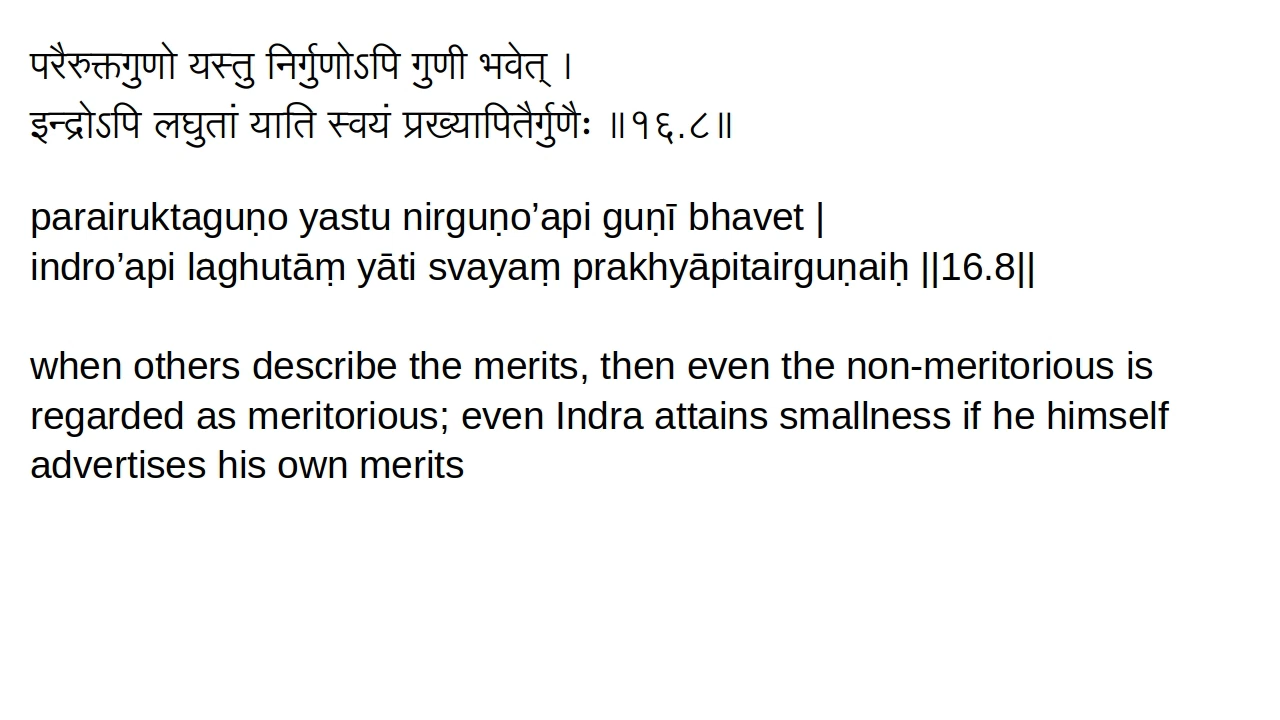 परैरुक्तगुणो यस्तु निर्गुणोऽपि गुणी भवेत् ।
इन्द्रोऽपि लघुतां याति स्वयं प्रख्यापितैर्गुणैः ॥१६.८॥
parairuktaguṇo yastu nirguṇo’api guṇī bhavet |
indro’api laghutāṃ yāti svayaṃ prakhyāpitairguṇaiḥ ||16.8||
when others describe the merits, then even the non-meritorious is
regarded as meritorious; even Indra attains smallness if he himself
advertises his own merits